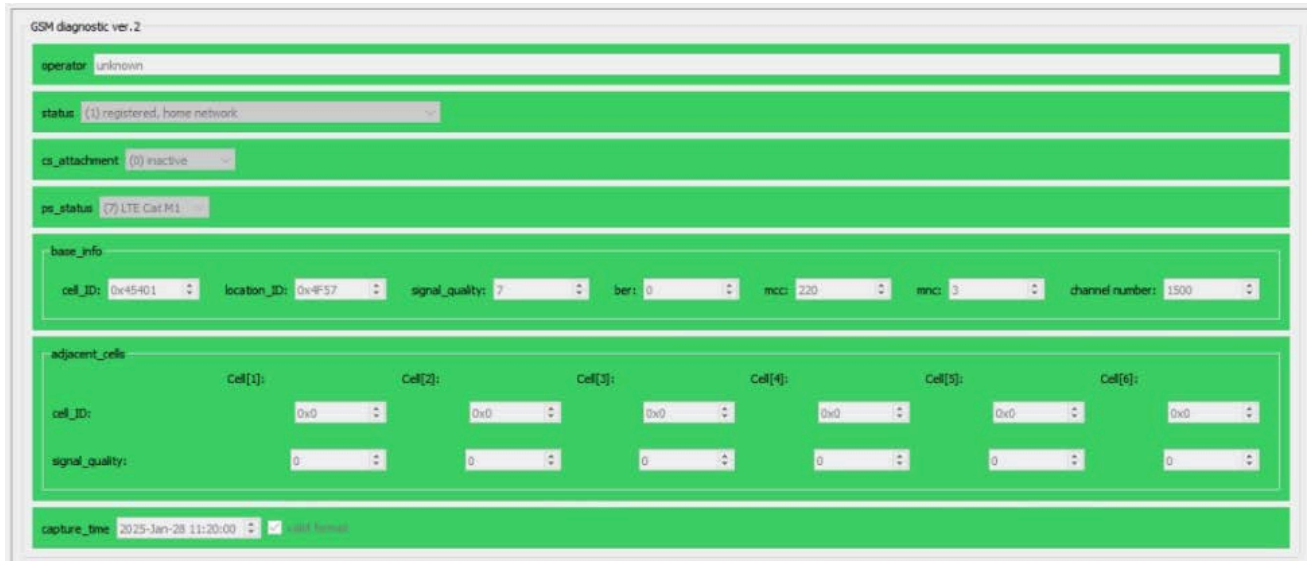 GSM diagnostic ver.2
operator unknown
status (1) registered, home network
cs_attachment (0) inactive
ps_status (7) LTE Cat M1
base_info
cell_ID: 0x45401 location_ID: 0x4F57 signal_quality: 7 ber: 0 mcc: 220 mnc: 3 channel number: 1500
adjacent_cells
Cell[1]: Cell[2]: Cell[3]: Cell[4]: Cell[5]: Cell[6]:
cell_ID: 0x0 0x0 0x0 0x0 0x0 0x0
signal_quality: 0 0 0 0 0 0
capture_time 2025-Jan-28 11:20:00 valid format